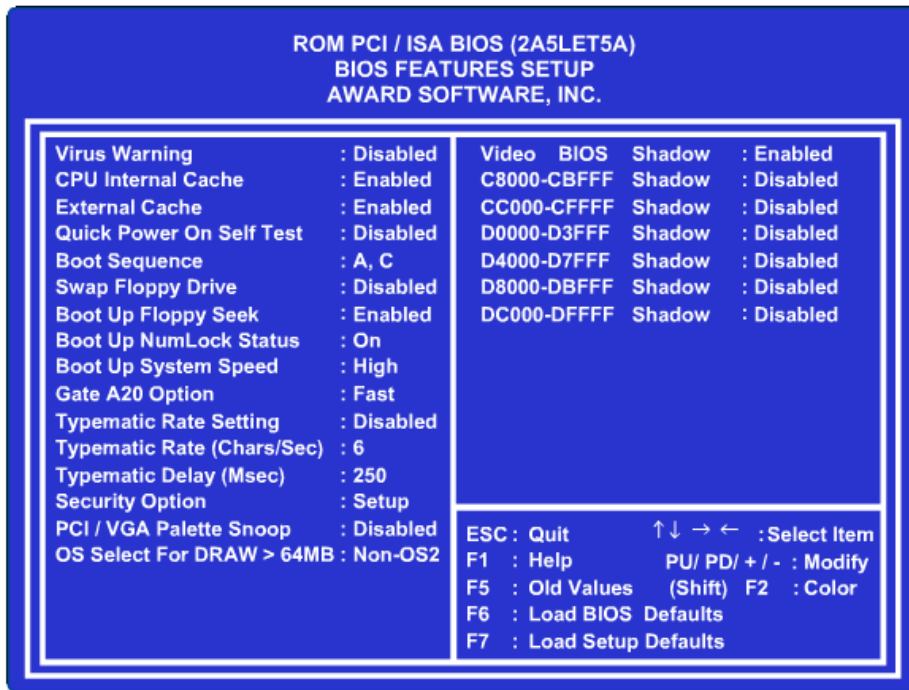 ROM PCI / ISA BIOS (2A5LET5A)
BIOS FEATURES SETUP
AWARD SOFTWARE, INC.
Virus Warning : Disabled
CPU Internal Cache : Enabled
External Cache : Enabled
Quick Power On Self Test : Disabled
Boot Sequence : A, C
Swap Floppy Drive : Disabled
Boot Up Floppy Seek : Enabled
Boot Up NumLock Status : On
Boot Up System Speed : High
Gate A20 Option : Fast
Typematic Rate Setting : Disabled
Typematic Rate (Chars/Sec) : 6
Typematic Delay (Msec) : 250
Security Option : Setup
PCI / VGA Palette Snoop : Disabled
OS Select For DRAW > 64MB : Non-OS2
Video BIOS Shadow : Enabled
C8000-CBFFF Shadow : Disabled
CC000-CFFFF Shadow : Disabled
D0000-D3FFF Shadow : Disabled
D4000-D7FFF Shadow : Disabled
D8000-DBFFF Shadow : Disabled
DC000-DFFFF Shadow : Disabled
ESC : Quit ↑↓ → ← : Select Item
F1 : Help PU/ PD/ + / - : Modify
F5 : Old Values (Shift) F2 : Color
F6 : Load BIOS Defaults
F7 : Load Setup Defaults